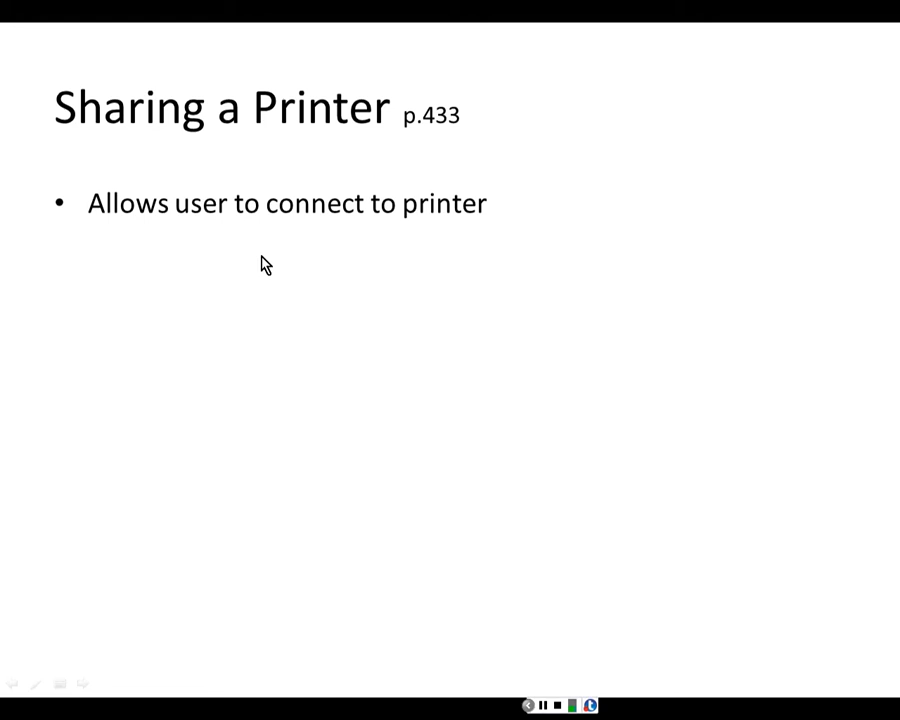 Sharing a Printer p.433
• Allows user to connect to printer